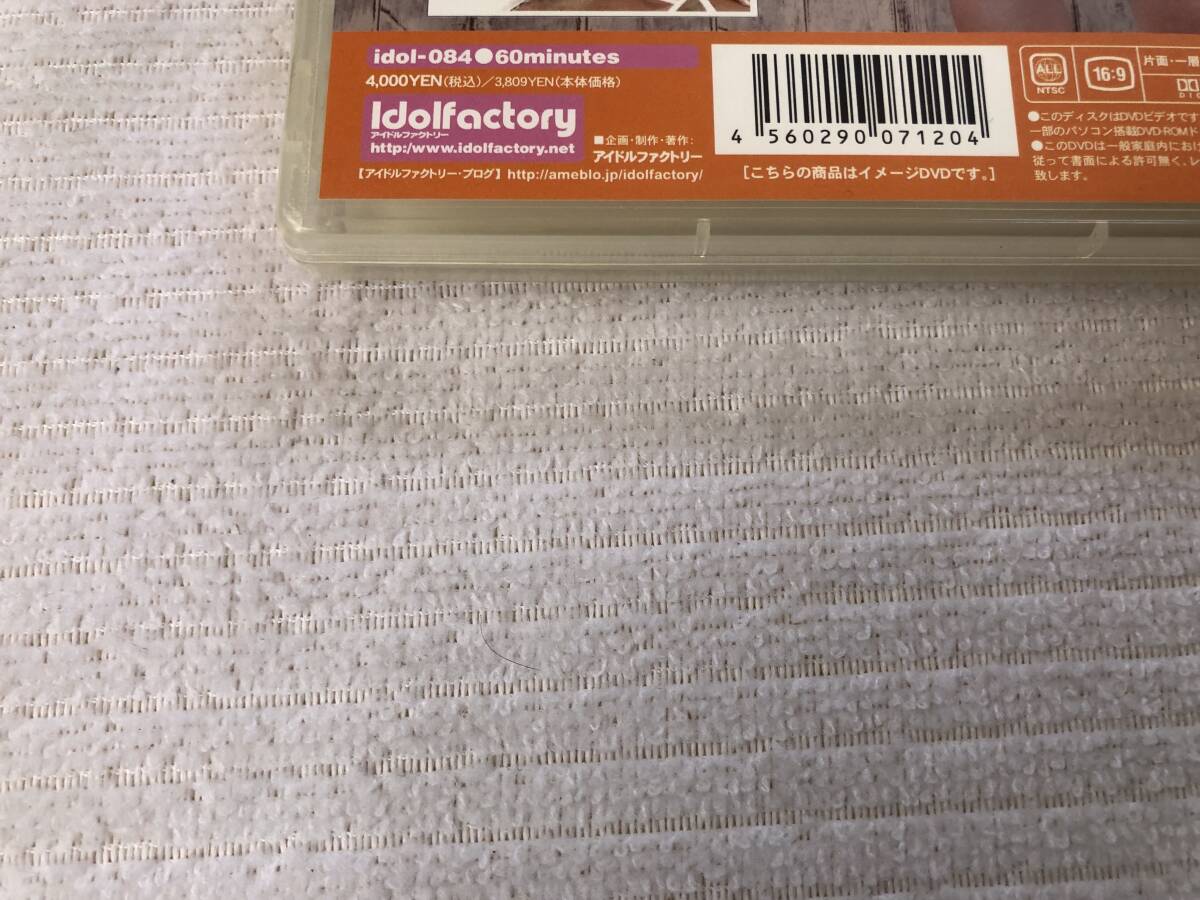 idol-084●60minutes
4,000YEN(税込)/3,809YEN(本体価格)
Idolfactory
アイドルファクトリー
http:/www.idolfactory.net
■企画・制作・著作:
アイドルファクトリー
【アイドルファクトリー・ブログ】http://ameblo.jp/idolfactory/
4 560290 071204
[こちらの商品はイメージDVDです。]
ALL
NTSC
16:9
片面・一層
●このディスクはDVDビデオです
一部のパソコン搭載DVD-ROMす
●このDVDは一般家庭内におけ
従って書面による許可無く、レ
致します。